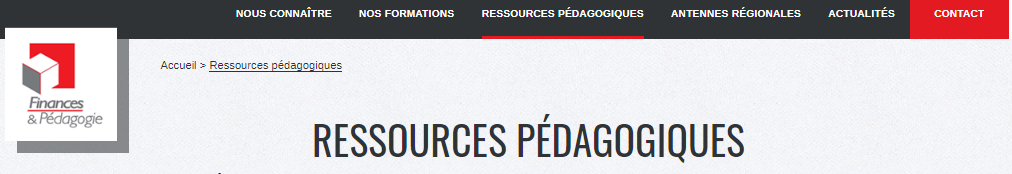 NOUS CONNAÎTRE NOS FORMATIONS RESSOURCES PÉDAGOGIQUES ANTENNES RÉGIONALES ACTUALITÉS CONTACT
Finances
& Pédagogie
Accueil > Ressources pédagogiques
RESSOURCES PÉDAGOGIQUES